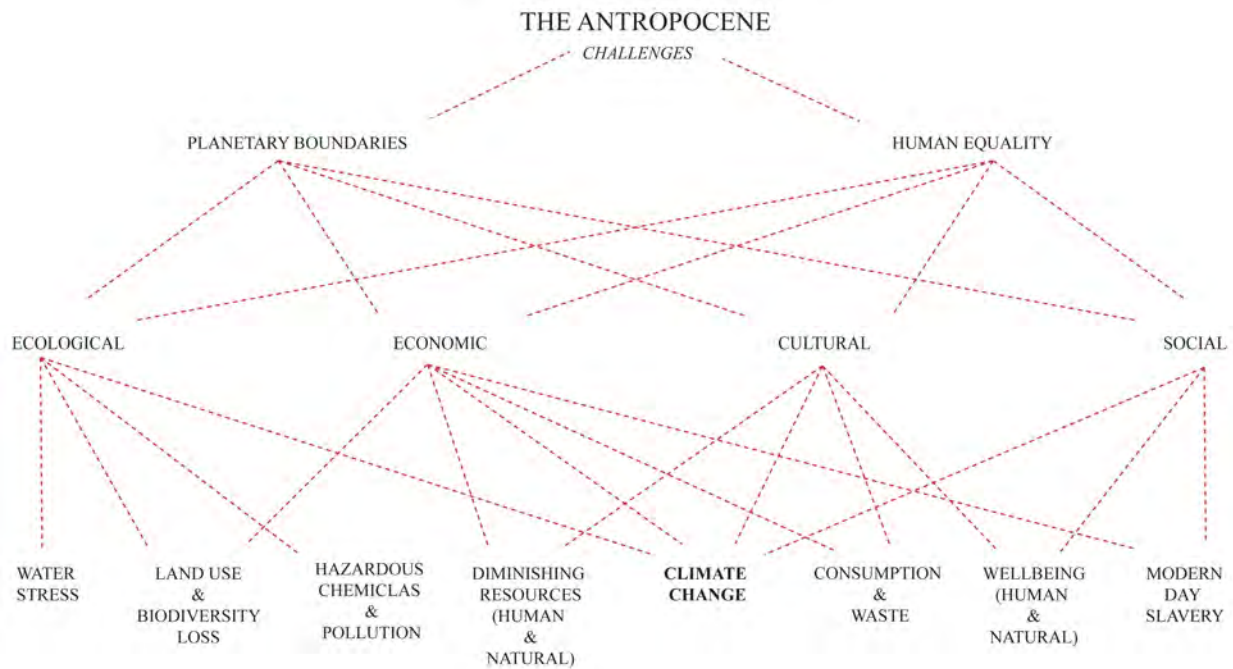 THE ANTROPOCENE
CHALLENGES
PLANETARY BOUNDARIES
HUMAN EQUALITY
ECOLOGICAL
ECONOMIC
CULTURAL
SOCIAL
WATER
STRESS
LAND USE
&
BIODIVERSITY
LOSS
HAZARDOUS
CHEMICLAS
&
POLLUTION
DIMINISHING
RESOURCES
(HUMAN
&
NATURAL)
CLIMATE
CHANGE
CONSUMPTION
&
WASTE
WELLBEING
(HUMAN
&
NATURAL)
MODERN
DAY
SLAVERY